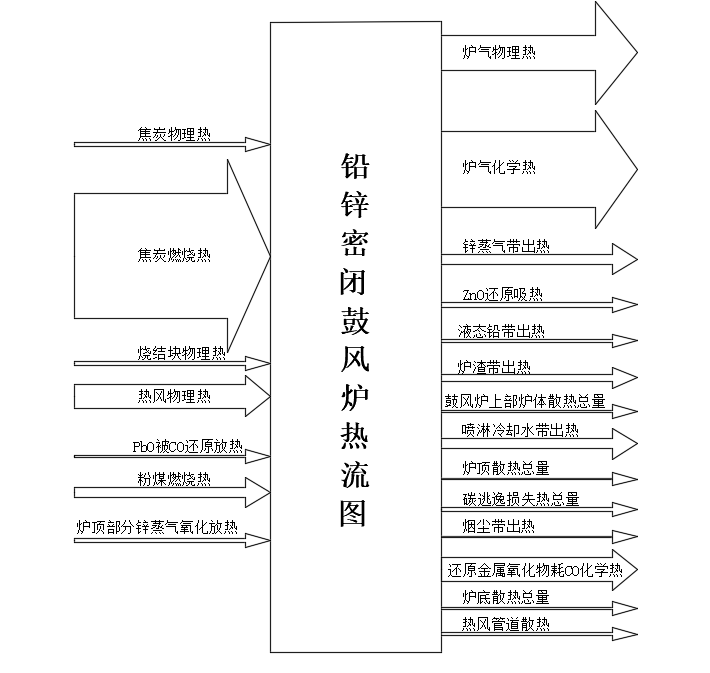 焦炭物理热
焦炭燃烧热
烧结块物理热
热风物理热
PbO被CO还原放热
粉煤燃烧热
炉顶部分锌蒸气氧化放热
铅锌密闭鼓风炉热流图
炉气物理热
炉气化学热
锌蒸气带出热
ZnO还原吸热
液态铅带出热
炉渣带出热
鼓风炉上部炉体散热总量
喷淋冷却水带出热
炉顶散热总量
碳逃逸损失热总量
烟尘带出热
还原金属氧化物耗CO化学热
炉底散热总量
热风管道散热